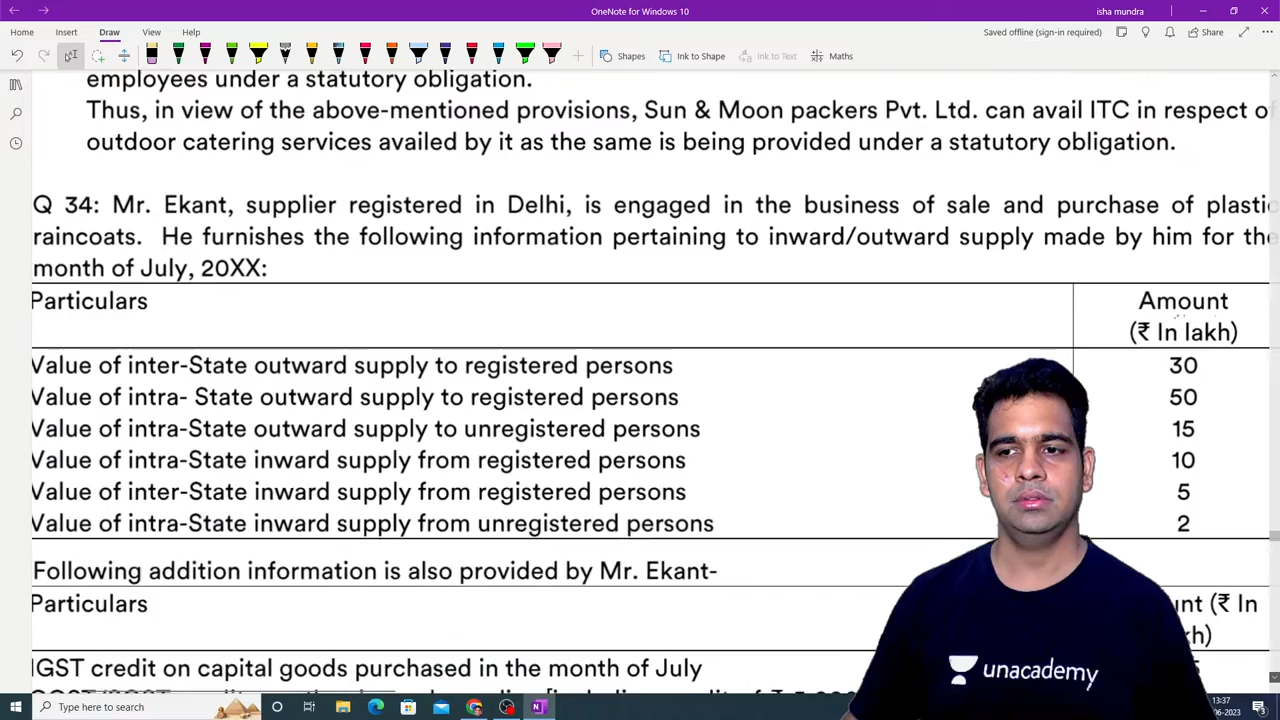 OneNote for Windows 10
isha mundra
Home Insert Draw View Help
Saved offline (sign-in required) Share
Shapes Ink to Shape Ink to Text Maths
employees under a statutory obligation.
Thus, in view of the above-mentioned provisions, Sun & Moon packers Pvt. Ltd. can avail ITC in respect of
outdoor catering services availed by it as the same is being provided under a statutory obligation.
Q 34: Mr. Ekant, supplier registered in Delhi, is engaged in the business of sale and purchase of plastic
raincoats. He furnishes the following information pertaining to inward/outward supply made by him for the
month of July, 20XX:
Particulars Amount
(₹ In lakh)
Value of inter-State outward supply to registered persons 30
Value of intra- State outward supply to registered persons 50
Value of intra-State outward supply to unregistered persons 15
Value of intra-State inward supply from registered persons 10
Value of inter-State inward supply from registered persons 5
Value of intra-State inward supply from unregistered persons 2
Following addition information is also provided by Mr. Ekant-
Particulars (₹ In
IGST credit on capital goods purchased in the month of July
unacademy
Type here to search
13:37